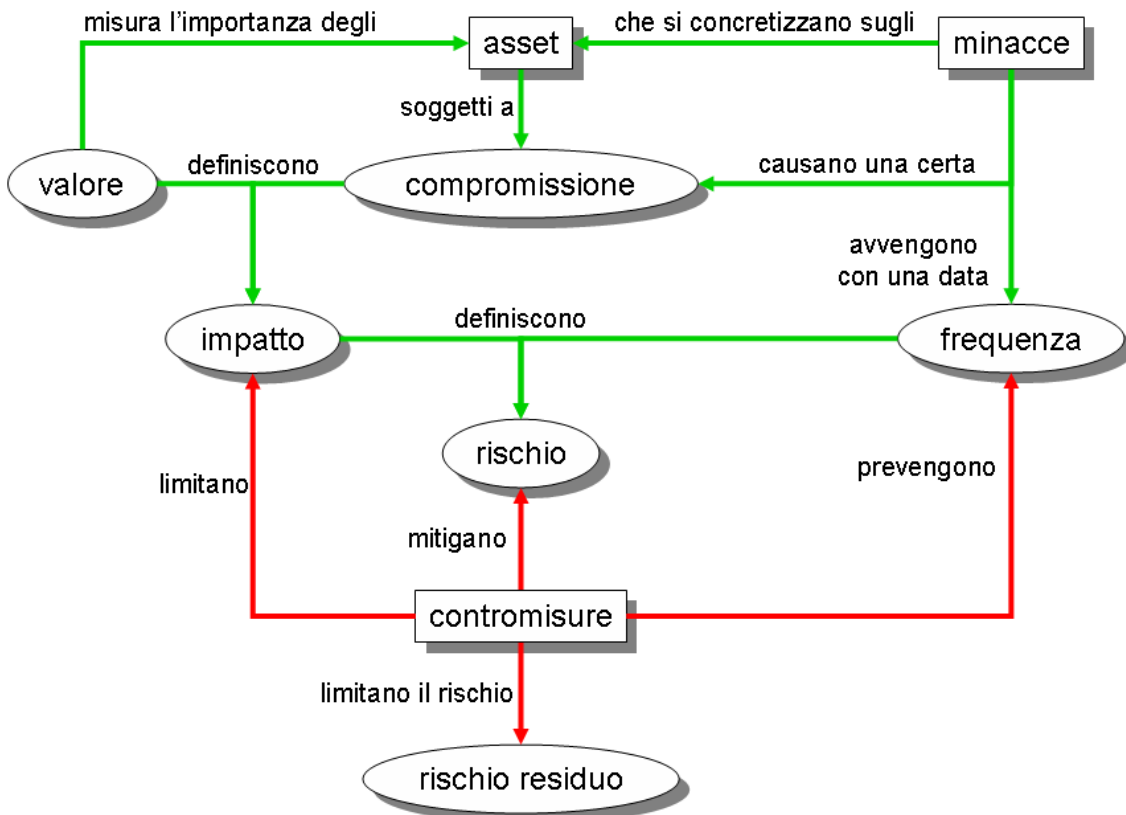 misura l'importanza degli
asset
che si concretizzano sugli
minacce
soggetti a
valore
definiscono
compromissione
causano una certa
avvengono
con una data
impatto
definiscono
frequenza
rischio
limitano
prevengono
mitigano
contromisure
limitano il rischio
rischio residuo